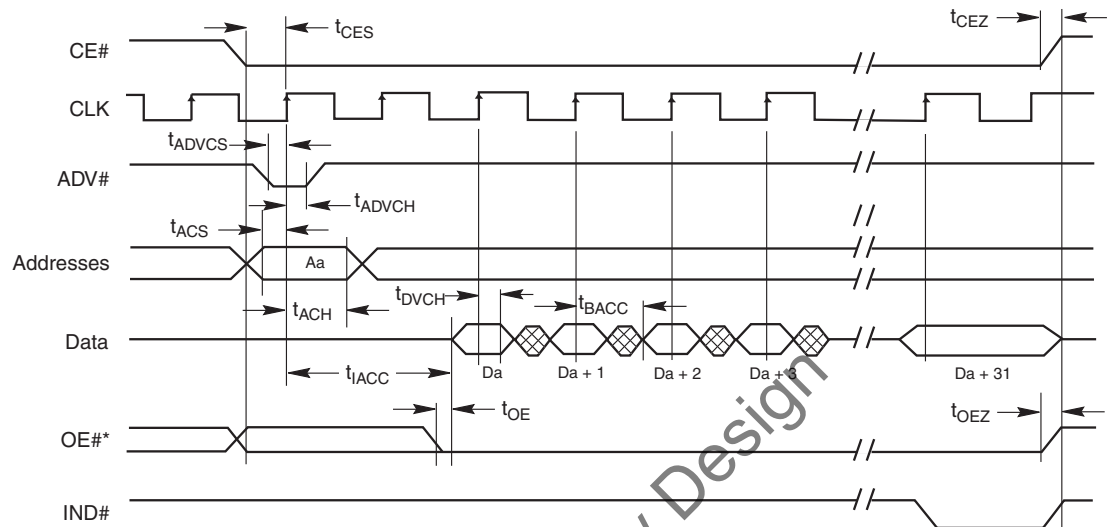 tCES
tCEZ
CE#
CLK
tADVCS
ADV#
tADVCH
tACS
Addresses
Aa
tACH
tDVCH
tBACC
Data
Da
Da + 1
Da + 2
Da + 3
Da + 31
tIACC
tOE
tOEZ
OE#*
IND#
Design